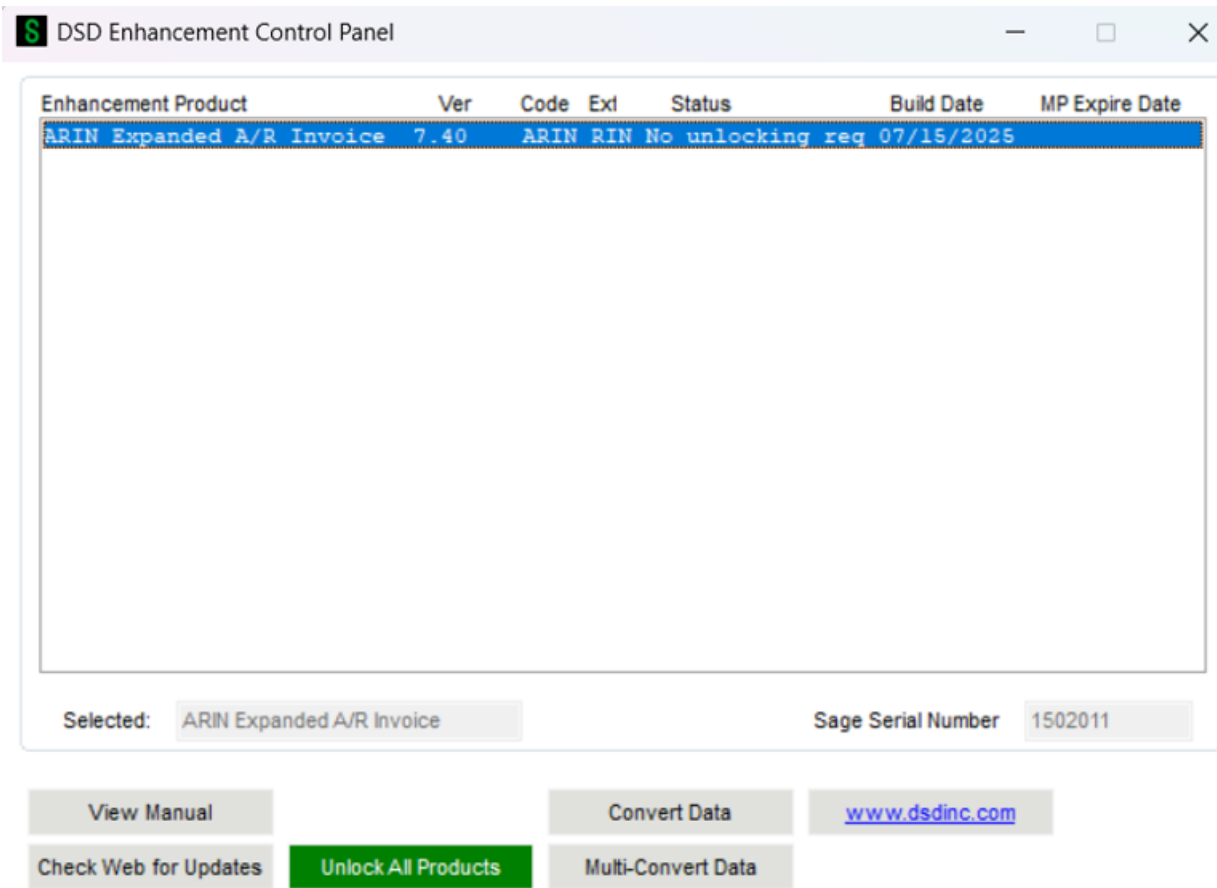 DSD Enhancement Control Panel
Enhancement Product Ver Code Ext Status Build Date MP Expire Date
ARIN Expanded A/R Invoice 7.40 ARIN RIN No unlocking req 07/15/2025
Selected: ARIN Expanded A/R Invoice Sage Serial Number 1502011
View Manual Convert Data www.dsdinc.com
Check Web for Updates Unlock All Products Multi-Convert Data